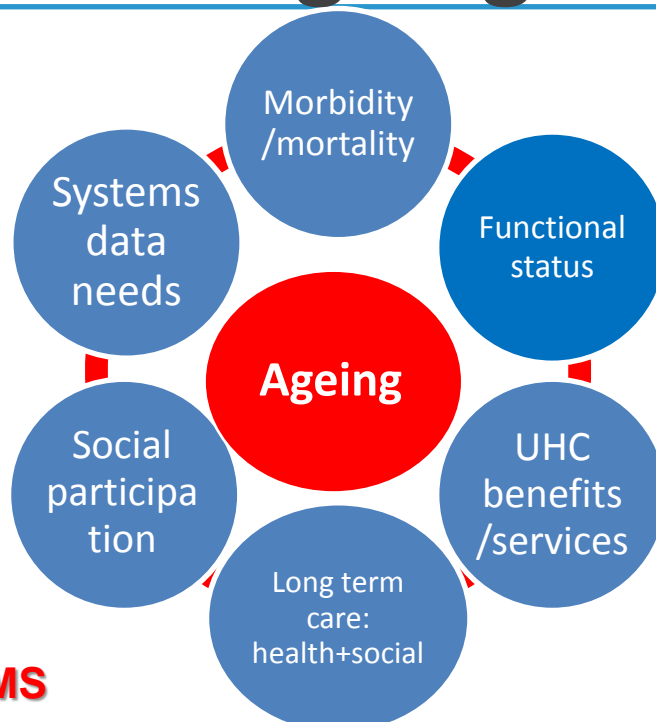 Morbidity
/mortality
Functional
status
UHC
benefits
/services
Long term
care:
health+social
Social
participa
tion
Systems
data
needs
Ageing
MS